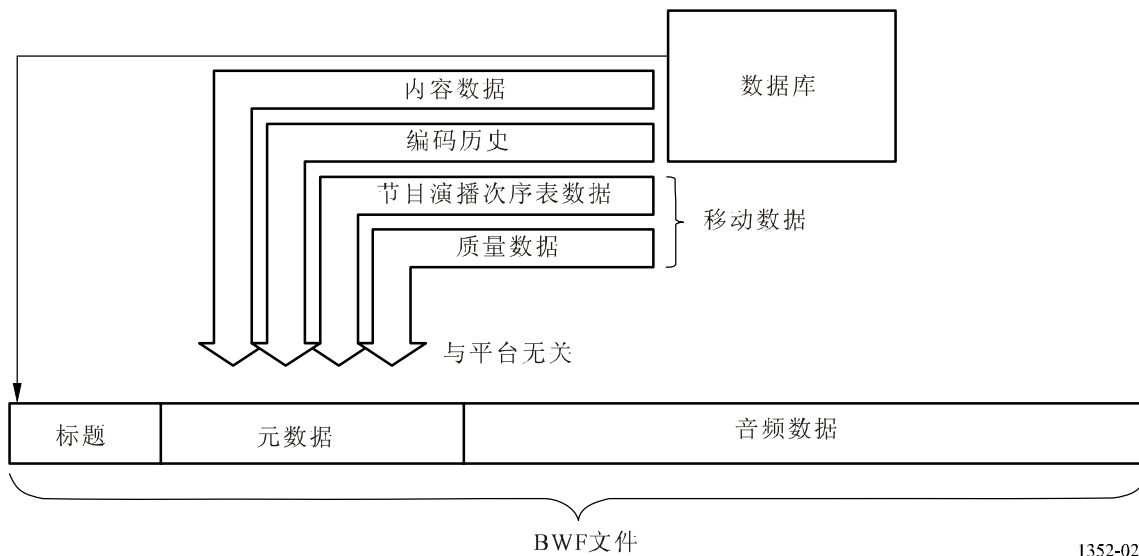 数据库
内容数据
编码历史
节目演播次序表数据
移动数据
质量数据
与平台无关
标题
元数据
音频数据
BWF文件
1352-02